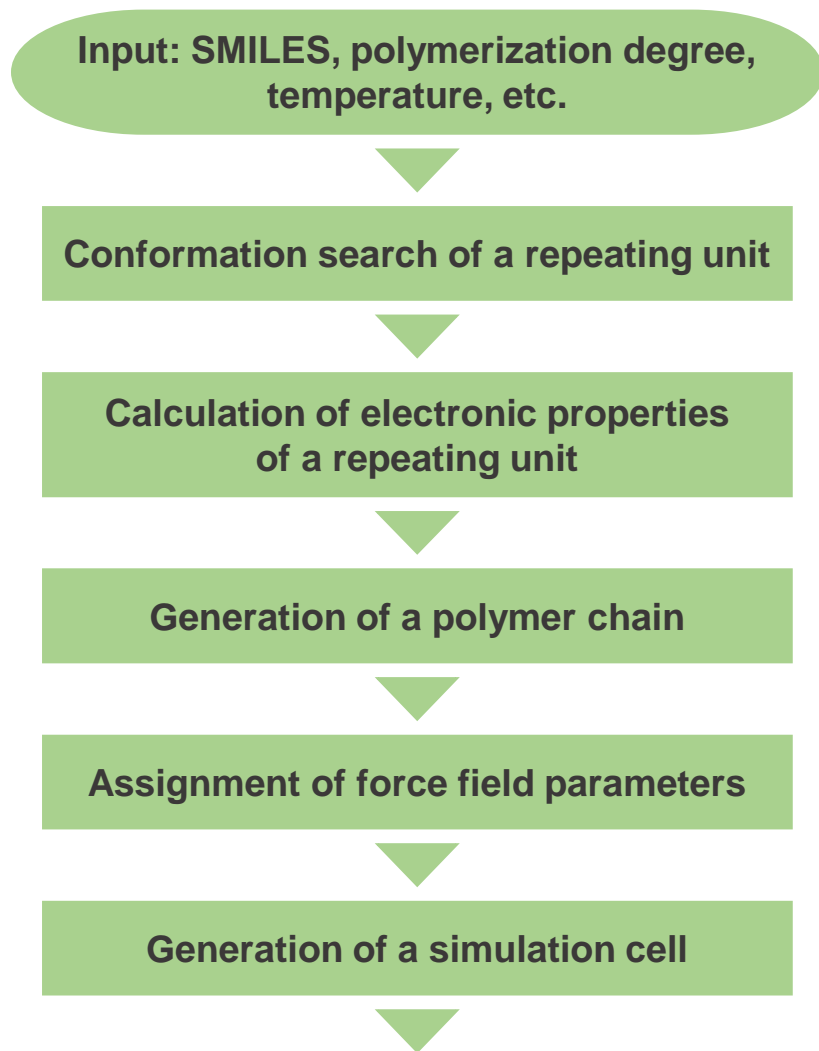 Input: SMILES, polymerization degree,
temperature, etc.
Conformation search of a repeating unit
Calculation of electronic properties
of a repeating unit
Generation of a polymer chain
Assignment of force field parameters
Generation of a simulation cell